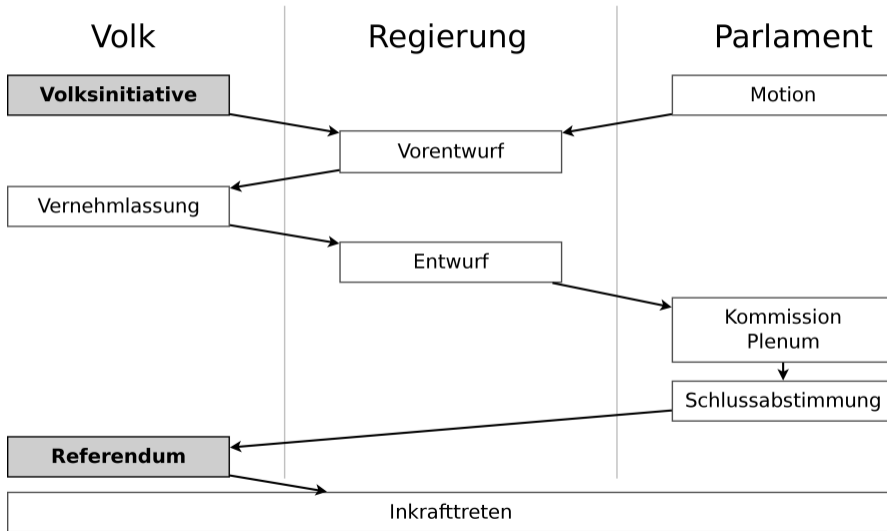 Volk
Regierung
Parlament
Volksinitiative
Motion
Vorentwurf
Vernehmlassung
Entwurf
Kommission
Plenum
Schlussabstimmung
Referendum
Inkrafttreten